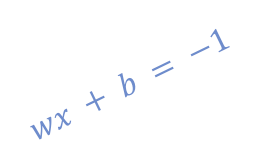 wx + b = −1